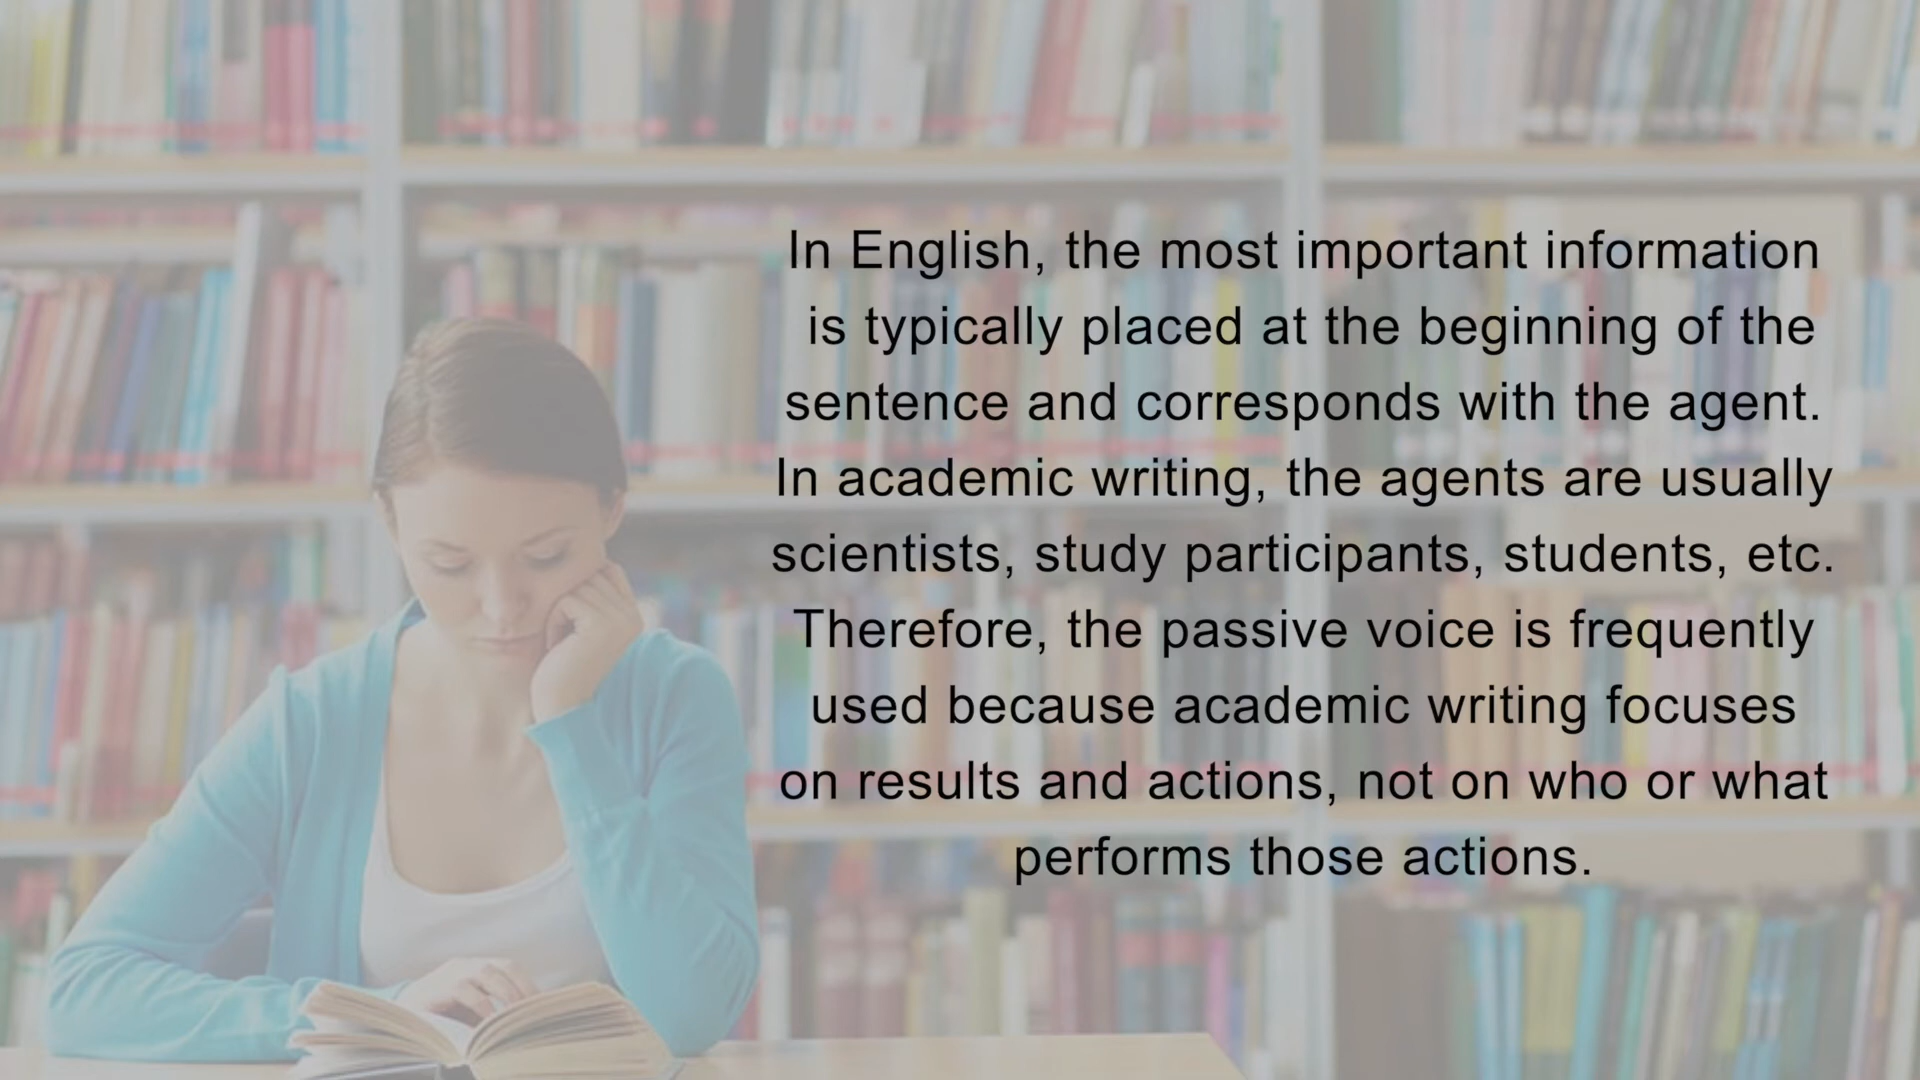 In English, the most important information
is typically placed at the beginning of the
sentence and corresponds with the agent.
In academic writing, the agents are usually
scientists, study participants, students, etc.
Therefore, the passive voice is frequently
used because academic writing focuses
on results and actions, not on who or what
performs those actions.